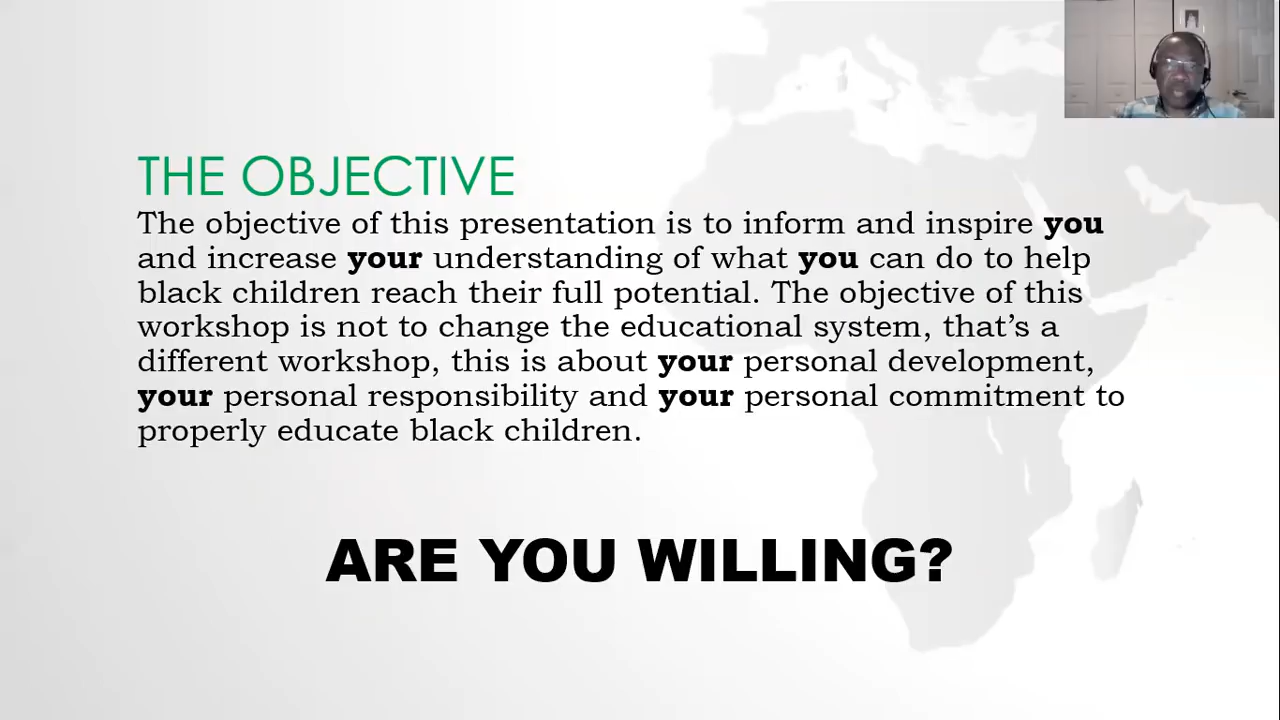 THE OBJECTIVE
The objective of this presentation is to inform and inspire you
and increase your understanding of what you can do to help
black children reach their full potential. The objective of this
workshop is not to change the educational system, that’s a
different workshop, this is about your personal development,
your personal responsibility and your personal commitment to
properly educate black children.
ARE YOU WILLING?